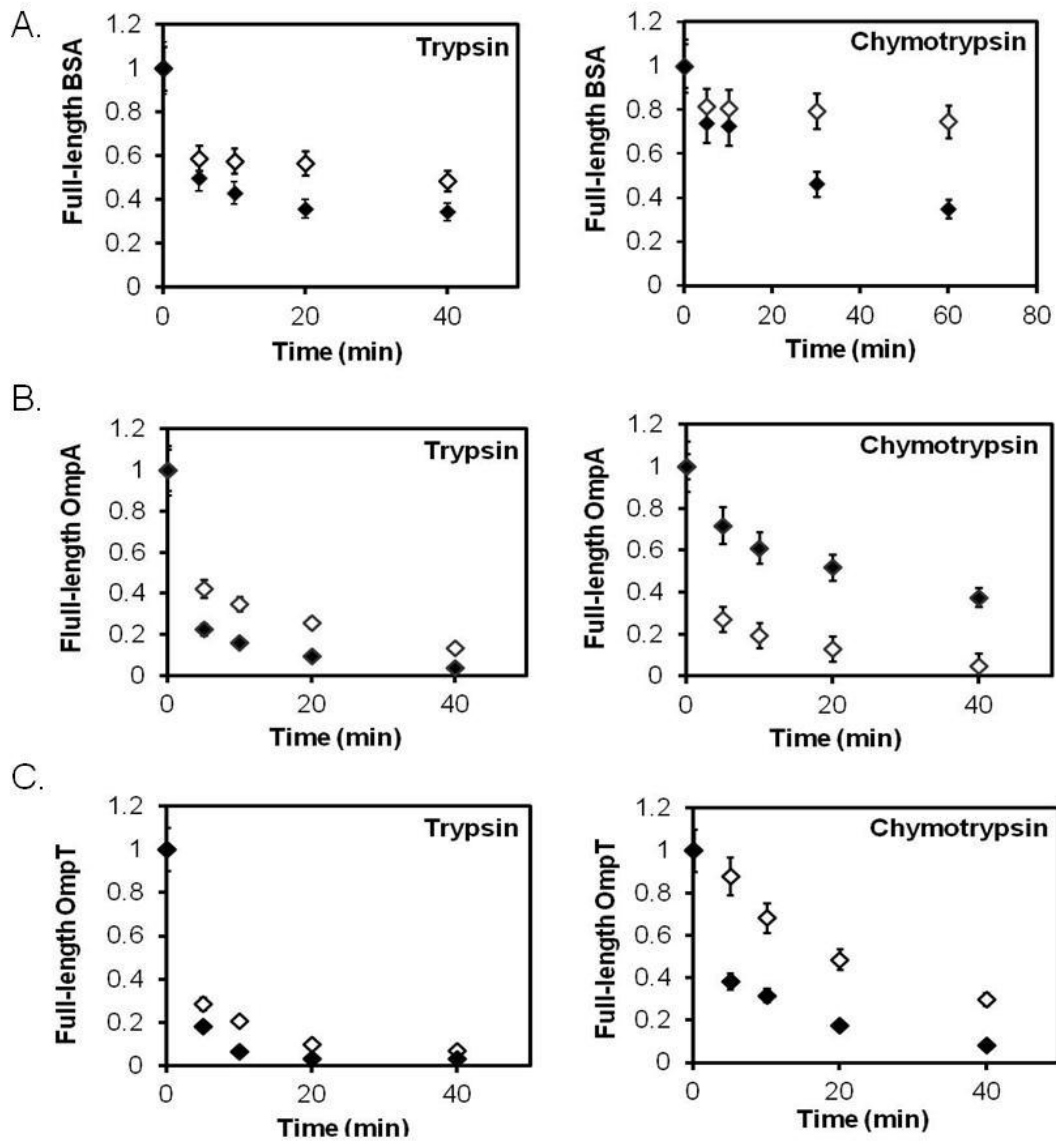 A.
Full-length BSA
1.2
1
0.8
0.6
0.4
0.2
0
Trypsin
0
20
40
Time (min)
Full-length BSA
1.2
1
0.8
0.6
0.4
0.2
0
Chymotrypsin
0
20
40
60
80
Time (min)
B.
Flull-length OmpA
1.2
1
0.8
0.6
0.4
0.2
0
Trypsin
0
20
40
Time (min)
Full-length OmpA
1.2
1
0.8
0.6
0.4
0.2
0
Chymotrypsin
0
20
40
Time (min)
C.
Full-length OmpT
1.2
1
0.8
0.6
0.4
0.2
0
Trypsin
0
20
40
Time (min)
Full-length OmpT
1.2
1
0.8
0.6
0.4
0.2
0
Chymotrypsin
0
20
40
Time (min)